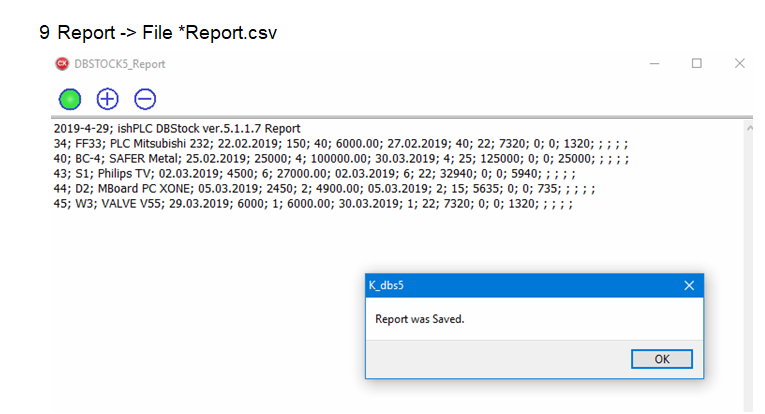 9 Report -> File *Report.csv
DBSTOCK5_Report
2019-4-29; ishPLC DBStock ver.5.1.1.7 Report
34; FF33; PLC Mitsubishi 232; 22.02.2019; 150; 40; 6000.00; 27.02.2019; 40; 22; 7320; 0; 0; 1320; ; ; ; ;
40; BC-4; SAFER Metal; 25.02.2019; 25000; 4; 100000.00; 30.03.2019; 4; 25; 125000; 0; 0; 25000; ; ; ; ;
43; S1; Philips TV; 02.03.2019; 4500; 6; 27000.00; 02.03.2019; 6; 22; 32940; 0; 0; 5940; ; ; ; ;
44; D2; MBoard PC XONE; 05.03.2019; 2450; 2; 4900.00; 05.03.2019; 2; 15; 5635; 0; 0; 735; ; ; ; ;
45; W3; VALVE V55; 29.03.2019; 6000; 1; 6000.00; 30.03.2019; 1; 22; 7320; 0; 0; 1320; ; ; ; ;
K_dbs5
Report was Saved.
OK